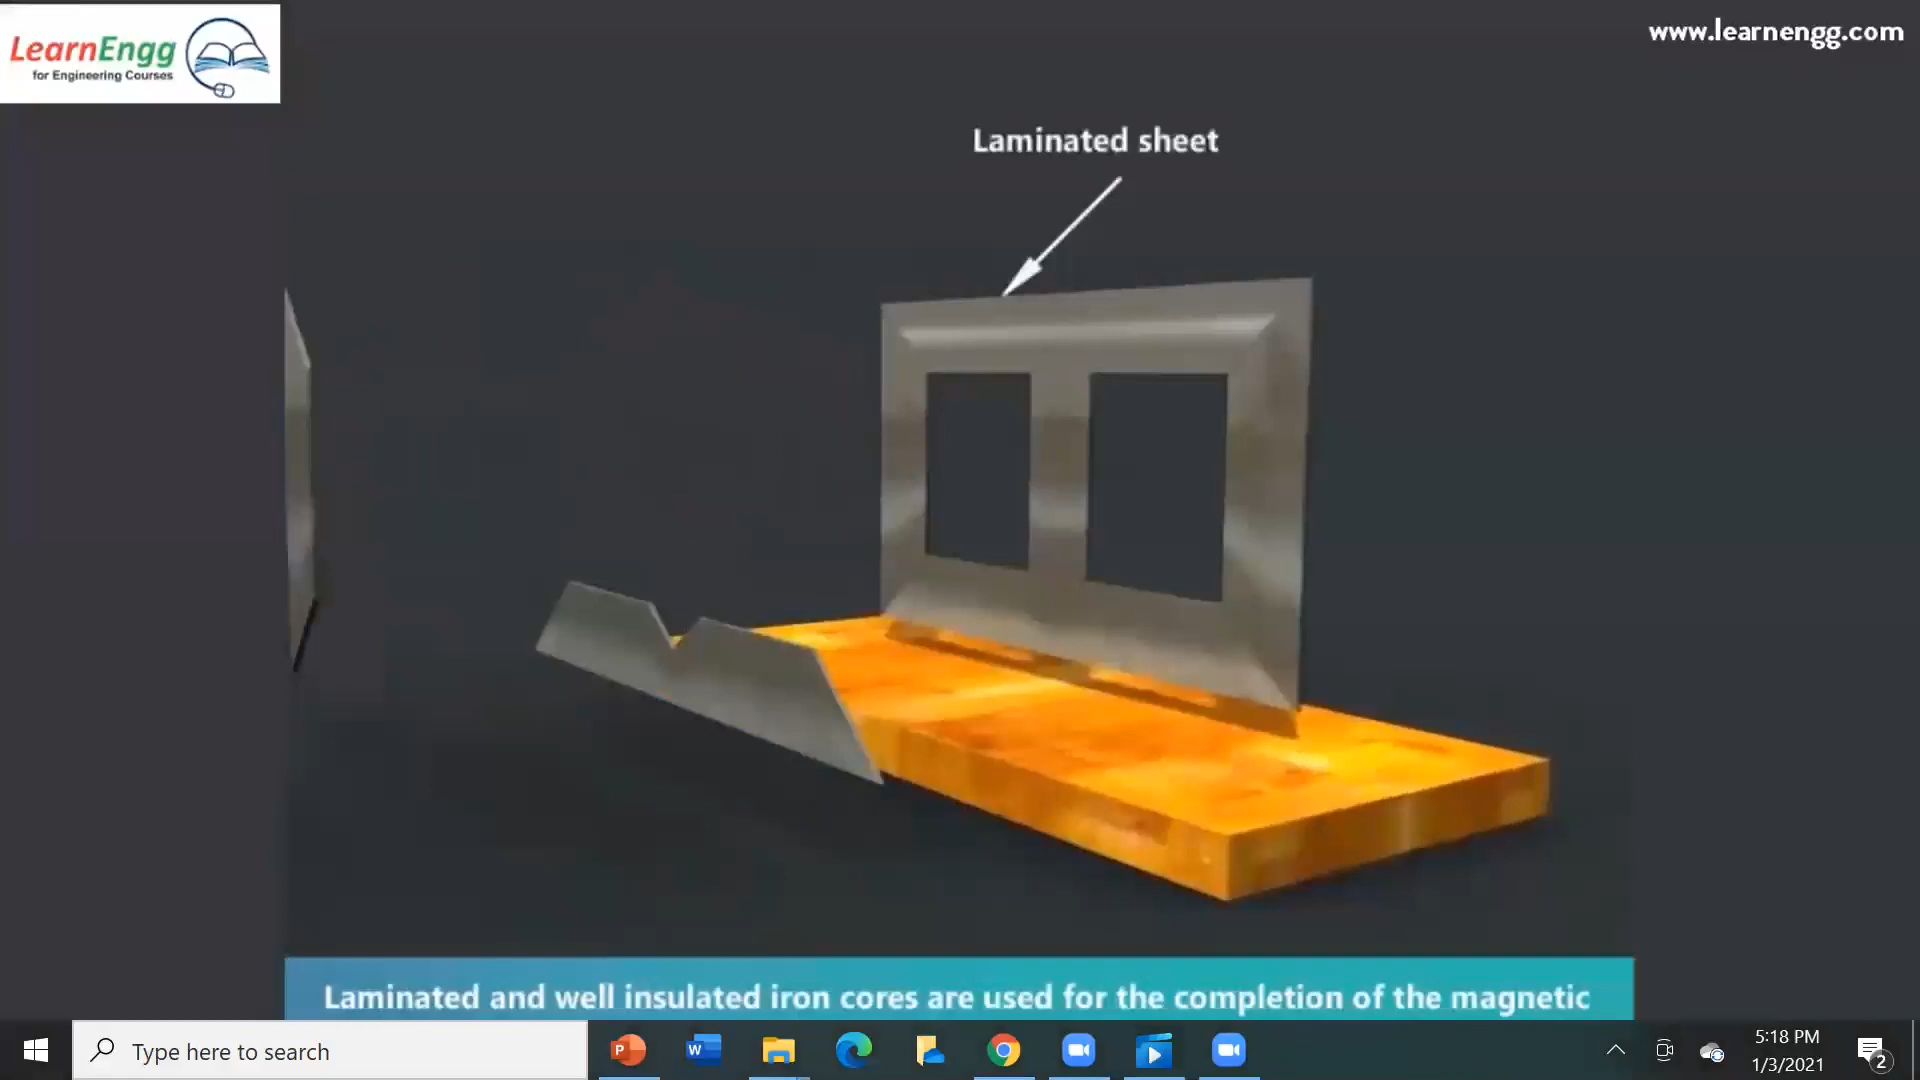 LearnEngg
for Engineering Courses
www.learnengg.com
Laminated sheet
Laminated and well insulated iron cores are used for the completion of the magnetic
Type here to search
P
W
5:18 PM
1/3/2021
2